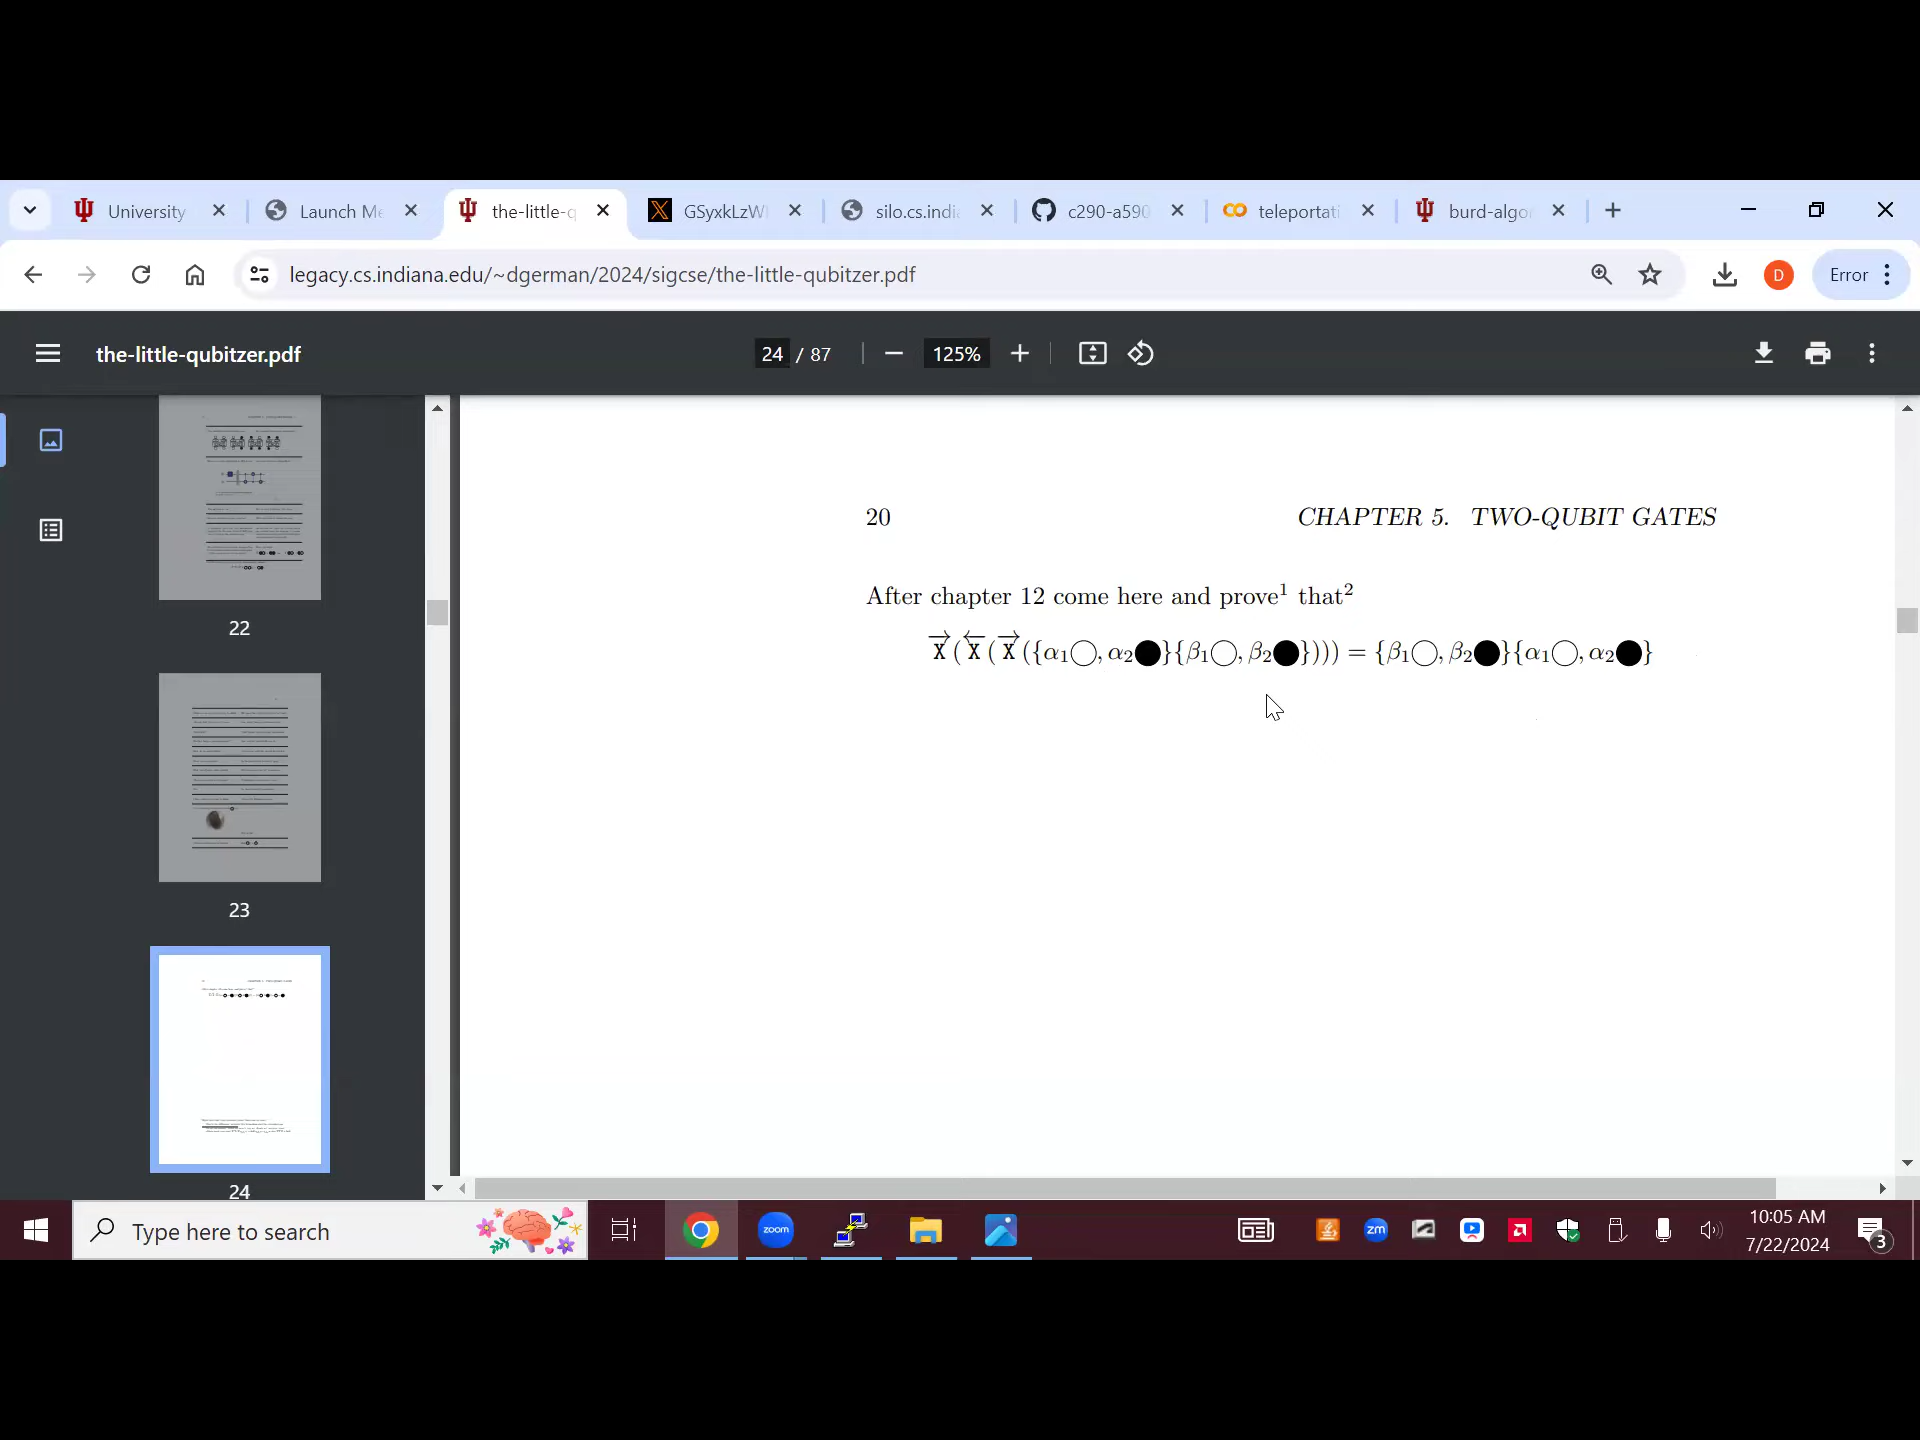 University
Launch Me
the-little-q
GSyxkLzW
silo.cs.indi
c290-a590
teleportati
burd-algo
legacy.cs.indiana.edu/~dgerman/2024/sigcse/the-little-qubitzer.pdf
D
Error
the-little-qubitzer.pdf
24 / 87
125%
22
23
24
20 CHAPTER 5. TWO-QUBIT GATES
After chapter 12 come here and prove¹ that²
X⃗(X⃖(X⃗({α₁◯, α₂⬤}{β₁◯, β₂⬤}))) = {β₁◯, β₂⬤}{α₁◯, α₂⬤}
Type here to search
zoom
zm
10:05 AM
7/22/2024
3